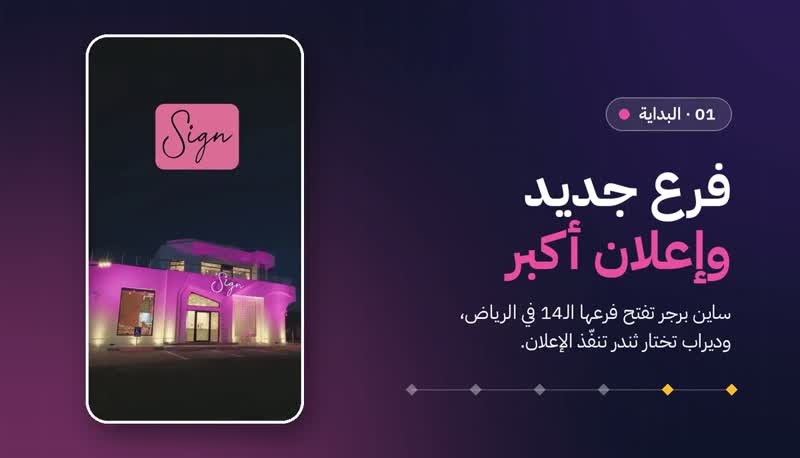 01 · البداية
فرع جديد
وإعلان أكبر
ساين برجر تفتح فرعها الـ14 في الرياض،
وديراب تختار ثندر تنفّذ الإعلان.
Sign
Sign